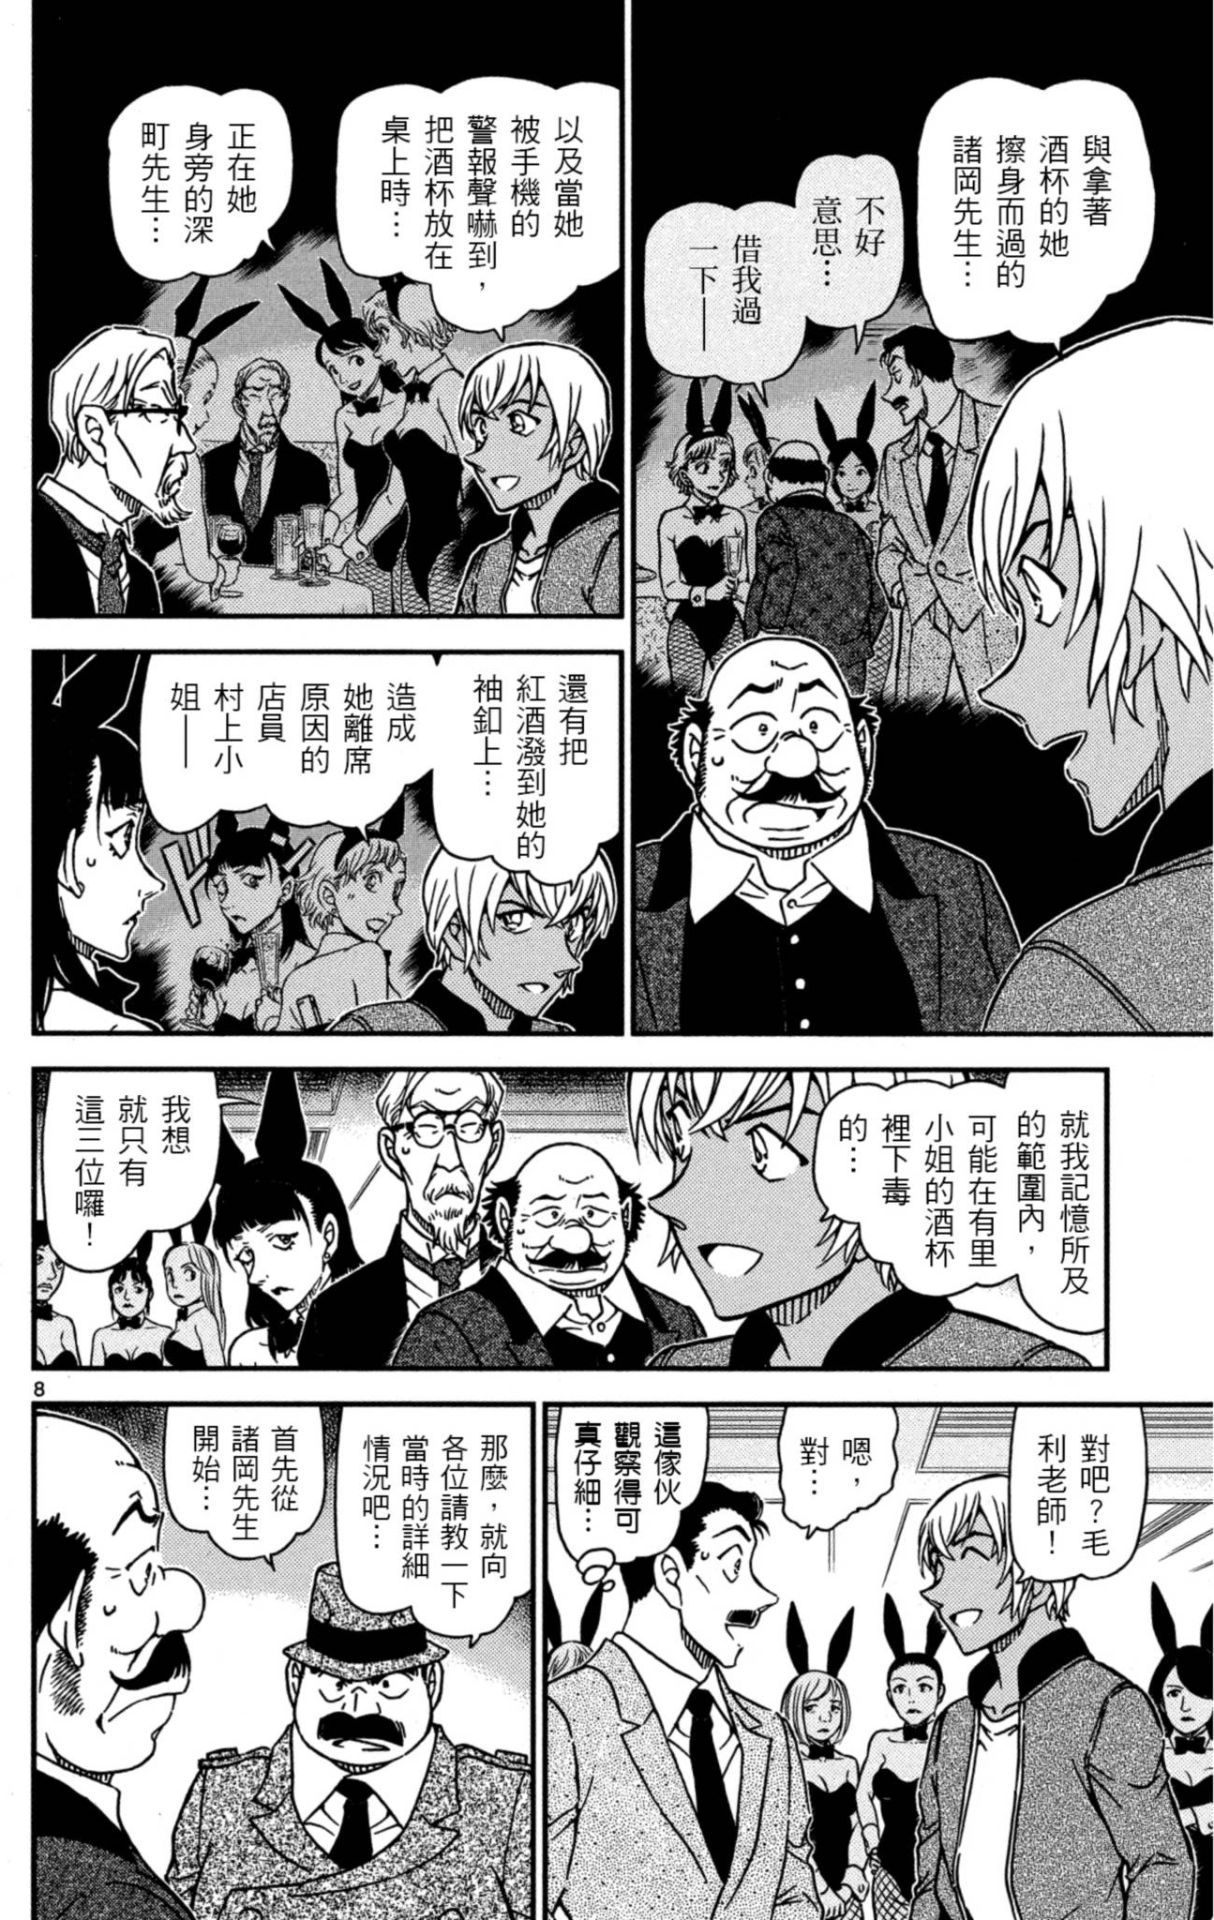 與拿著
酒杯的她
擦身而過的
諸岡先生…
不好
意思…
借我過
一下——
以及當她
被手機的
警報聲嚇到，
把酒杯放在
桌上時…
正在她
身旁的深
町先生…
還有把
紅酒潑到她的
袖釦上…
造成
她離席
原因的
店員
村上小
姐——
就我記憶所及
的範圍內，
可能在有里
小姐的酒杯
裡下毒
的…
我想
就只有
這三位囉！
8
對吧？毛
利老師！
嗯，
對…
這傢伙
觀察得可
真仔細…
那麼，就向
各位請教一下
當時的詳細
情況吧…
首先從
諸岡先生
開始…